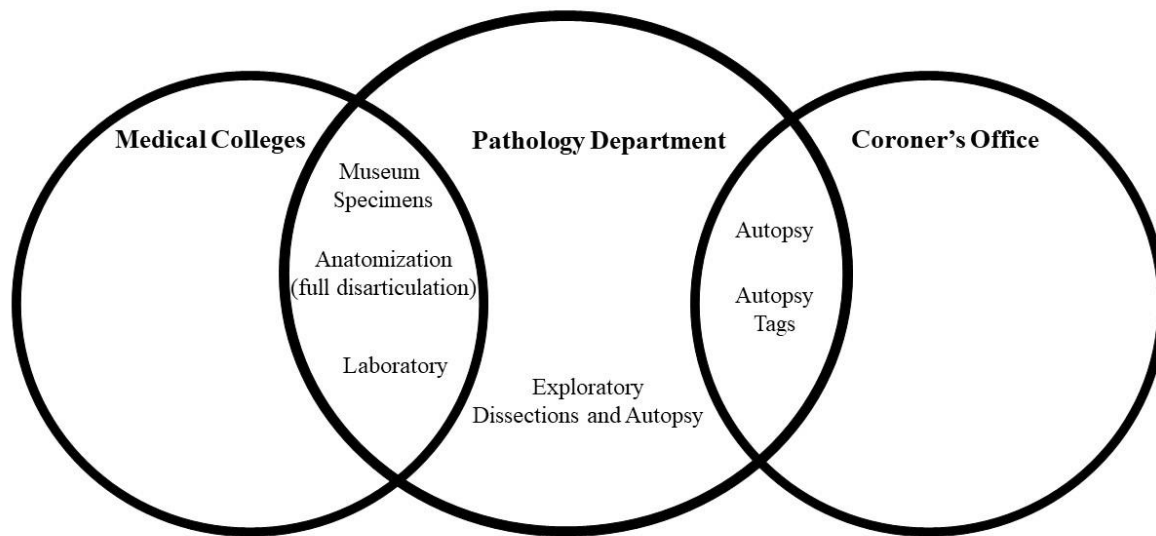 Medical Colleges
Pathology Department
Coroner’s Office
Museum
Specimens
Anatomization
(full disarticulation)
Laboratory
Exploratory
Dissections and Autopsy
Autopsy
Autopsy
Tags